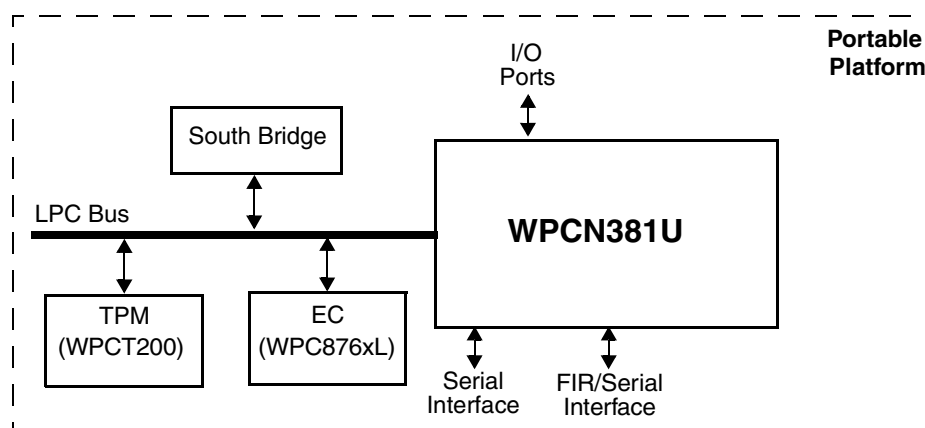 Portable
Platform
I/O
Ports
South Bridge
LPC Bus
WPCN381U
TPM
(WPCT200)
EC
(WPC876xL)
Serial
Interface
FIR/Serial
Interface